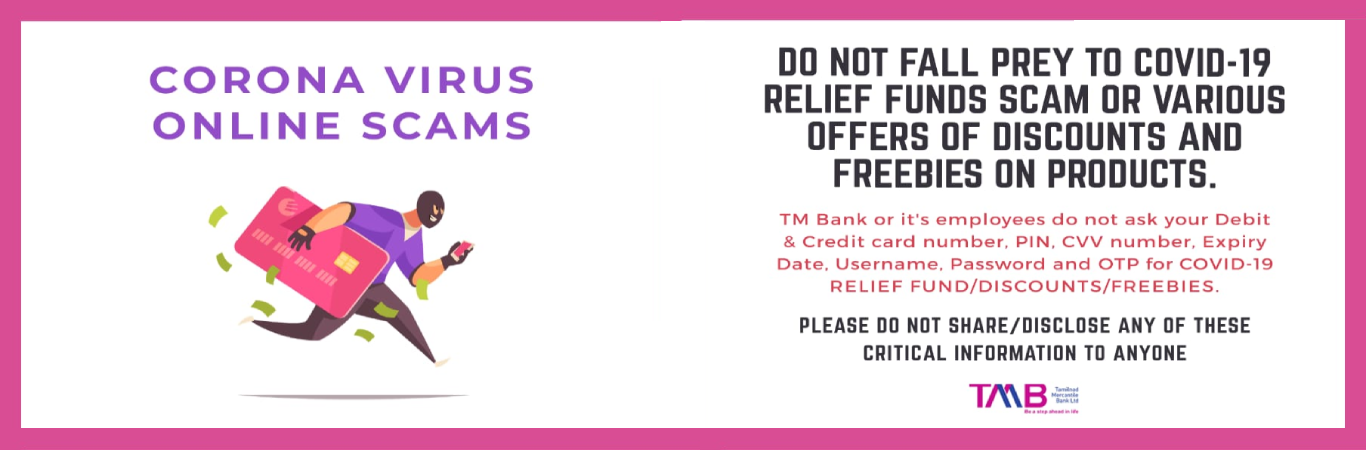 CORONA VIRUS
ONLINE SCAMS
DO NOT FALL PREY TO COVID-19
RELIEF FUNDS SCAM OR VARIOUS
OFFERS OF DISCOUNTS AND
FREEBIES ON PRODUCTS.
TM Bank or it's employees do not ask your Debit
& Credit card number, PIN, CVV number, Expiry
Date, Username, Password and OTP for COVID-19
RELIEF FUND/DISCOUNTS/FREEBIES.
PLEASE DO NOT SHARE/DISCLOSE ANY OF THESE
CRITICAL INFORMATION TO ANYONE
TMB
Tamilnad
Mercantile
Bank Ltd
Be a step ahead in life